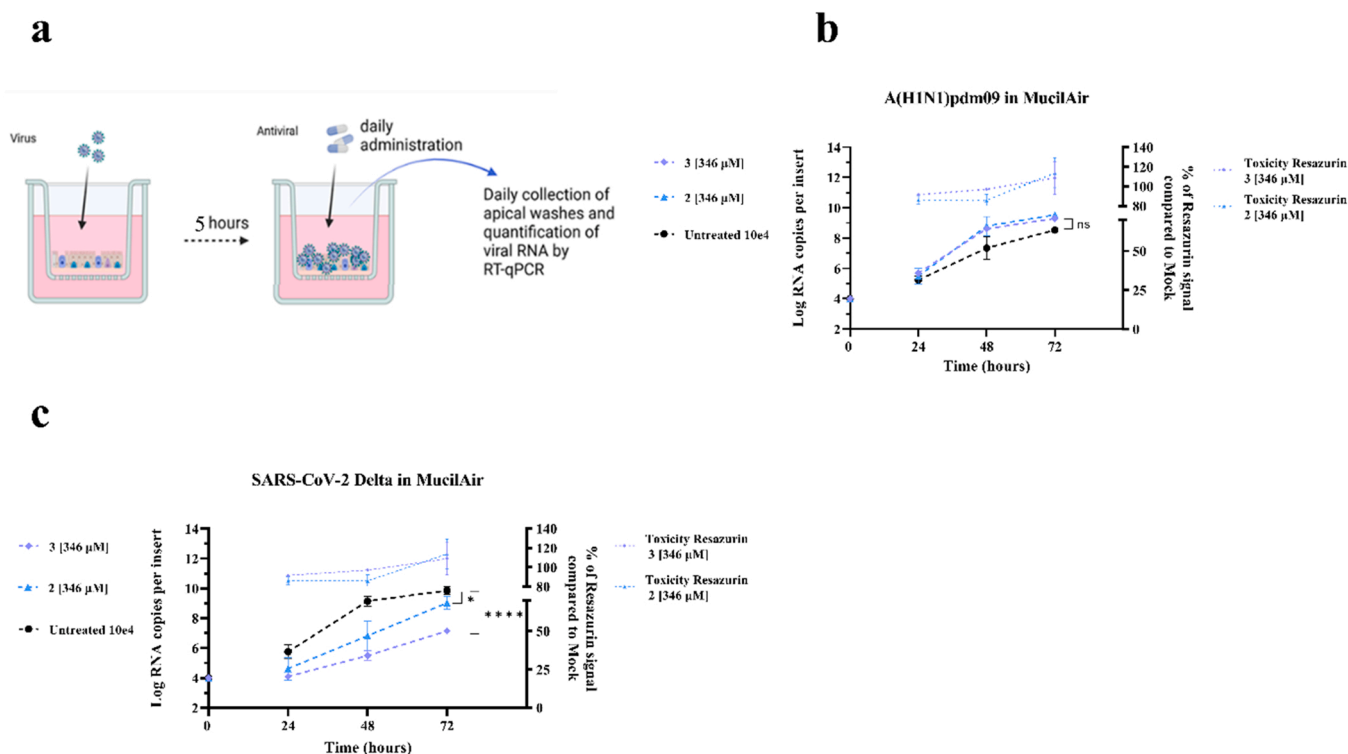 a
Virus
5 hours
Antiviral
daily
administration
Daily collection of
apical washes and
quantification of
viral RNA by
RT-qPCR
b
A(H1N1)pdm09 in MucilAir
3 [346 µM]
2 [346 µM]
Untreated 10e4
Log RNA copies per insert
14
12
10
8
6
4
2
0
24
48
72
Time (hours)
140
120
100
80
50
25
0
% of Resazurin signal
compared to Mock
ns
Toxicity Resazurin
3 [346 µM]
Toxicity Resazurin
2 [346 µM]
c
SARS-CoV-2 Delta in MucilAir
3 [346 µM]
2 [346 µM]
Untreated 10e4
Log RNA copies per insert
14
12
10
8
6
4
2
0
24
48
72
Time (hours)
140
120
100
80
50
25
0
% of Resazurin signal
compared to Mock
*
****
Toxicity Resazurin
3 [346 µM]
Toxicity Resazurin
2 [346 µM]